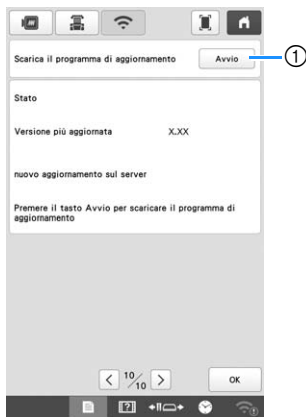 Scarica il programma di aggiornamento
Avvio
①
Stato
Versione più aggiornata X.XX
nuovo aggiornamento sul server
Premere il tasto Avvio per scaricare il programma di
aggiornamento
< 10/10 >
OK